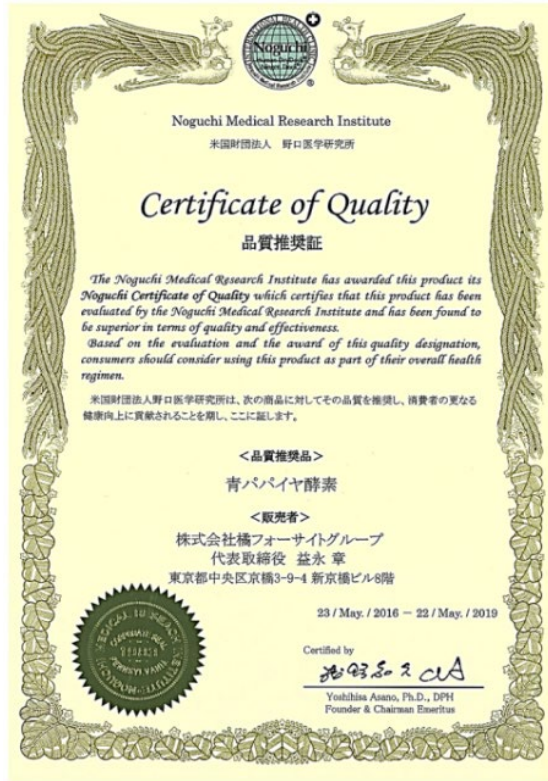 Noguchi
Noguchi Medical Research Institute
米国財団法人 野口医学研究所
Certificate of Quality
品質推奨証
The Noguchi Medical Research Institute has awarded this product its
Noguchi Certificate of Quality which certifies that this product has been
evaluated by the Noguchi Medical Research Institute and has been found to
be superior in terms of quality and effectiveness.
Based on the evaluation and the award of this quality designation,
consumers should consider using this product as part of their overall health
regimen.
米国財団法人野口医学研究所は、次の商品に対してその品質を推奨し、消費者の更なる
健康向上に貢献されることを期し、ここに証します。
<品質推奨品>
青パパイヤ酵素
<販売者>
株式会社橘フォーサイトグループ
代表取締役 益永 章
東京都中央区京橋3-9-4 新京橋ビル8階
23 / May. / 2016 － 22 / May. / 2019
Certified by
Yoshihisa Asano, Ph.D., DPH
Founder & Chairman Emeritus